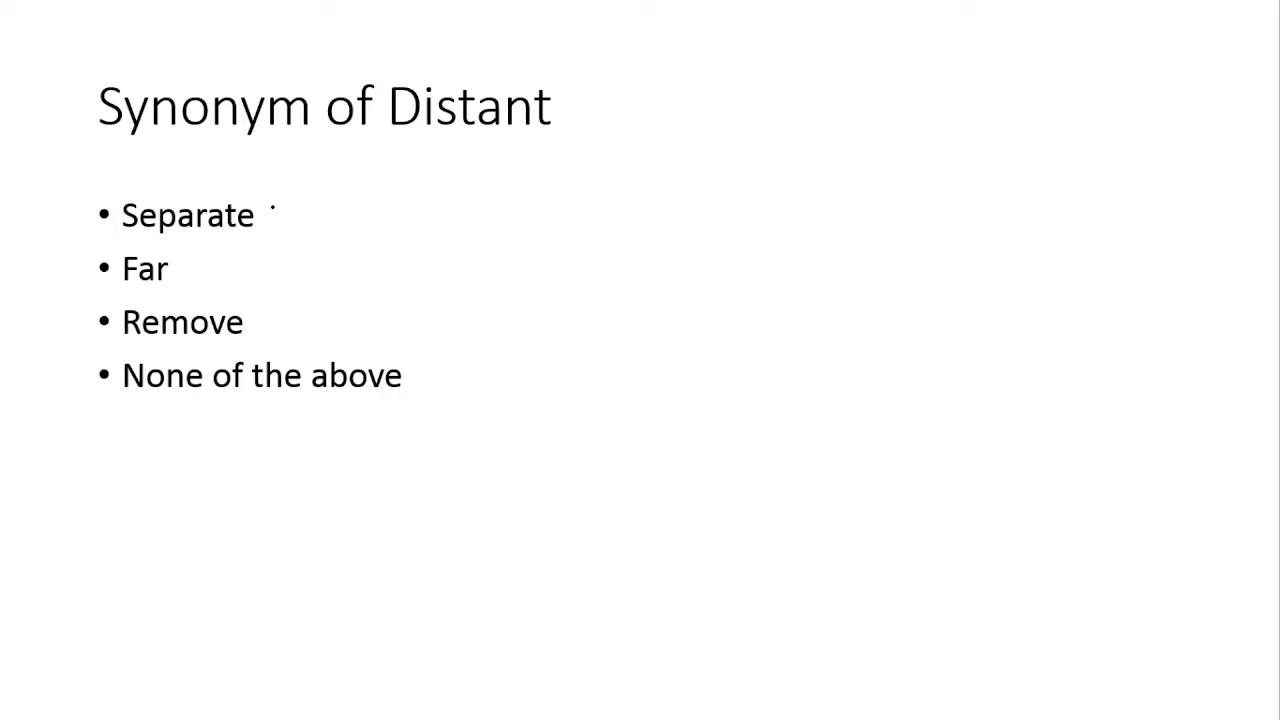 Synonym of Distant
• Separate
• Far
• Remove
• None of the above